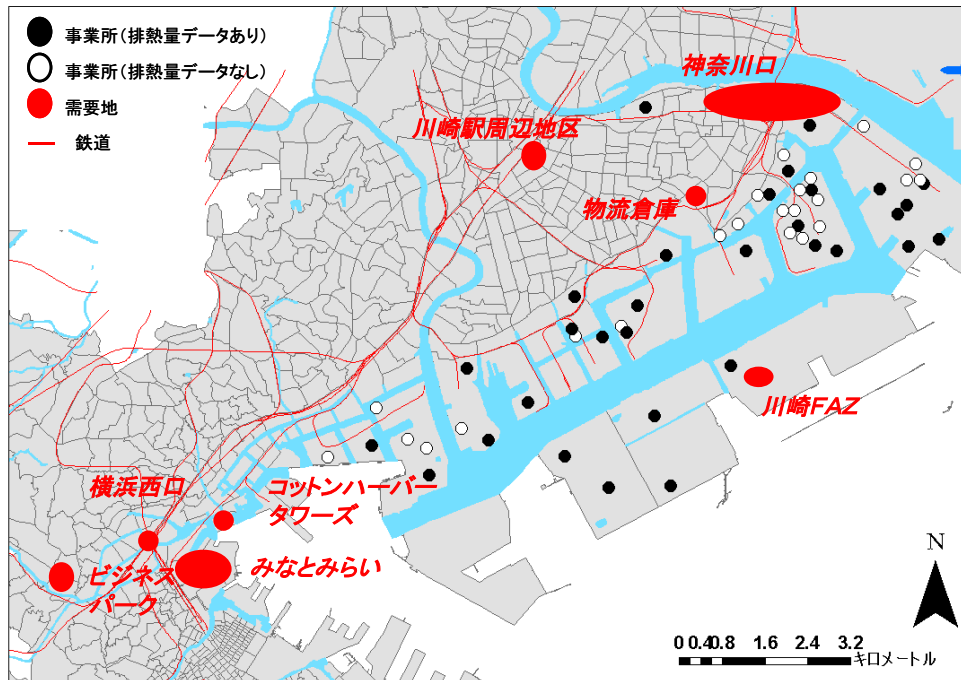 事業所(排熱量データあり)
事業所(排熱量データなし)
需要地
鉄道
神奈川口
川崎駅周辺地区
物流倉庫
川崎FAZ
横浜西口
コットンハーバー
タワーズ
みなとみらい
ビジネス
パーク
N
0 0.40.8 1.6 2.4 3.2
キロメートル